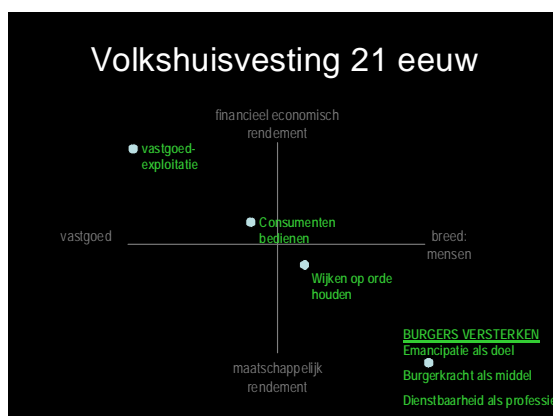 Volkshuisvesting 21 eeuw
financieel economisch
rendement
vastgoed-
exploitatie
Consumenten
bedienen
vastgoed
breed:
mensen
Wijken op orde
houden
BURGERS VERSTERKEN
Emancipatie als doel
Burgerkracht als middel
Dienstbaarheid als professie
maatschappelijk
rendement